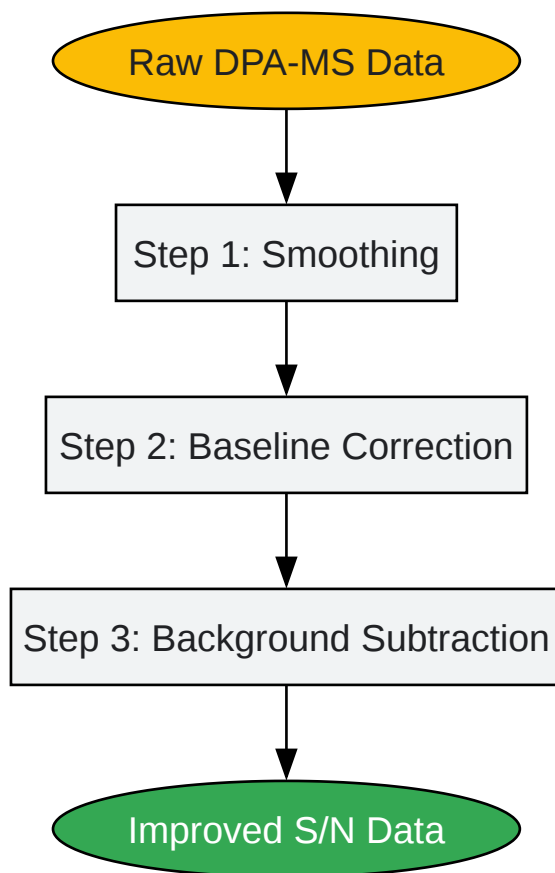 Raw DPA-MS Data
Step 1: Smoothing
Step 2: Baseline Correction
Step 3: Background Subtraction
Improved S/N Data